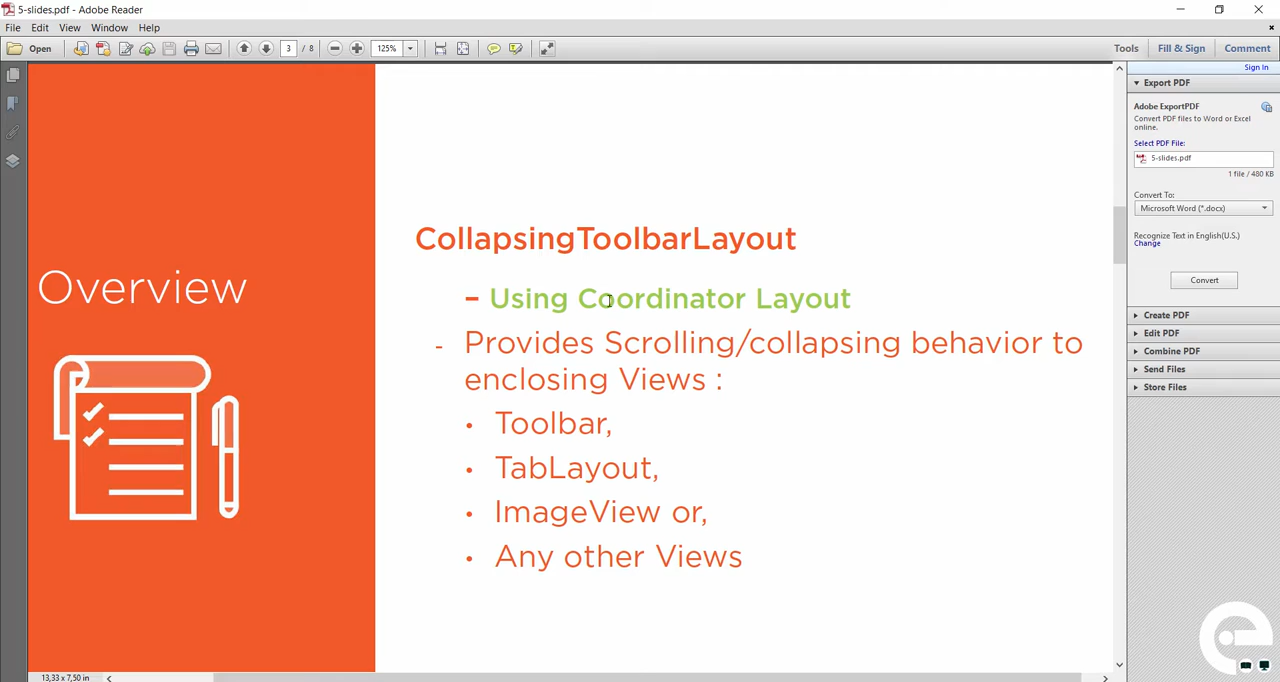 5-slides.pdf - Adobe Reader
File Edit View Window Help
Open 3 / 8 125% Tools Fill & Sign Comment
Sign In
Export PDF
Adobe ExportPDF
Convert PDF files to Word or Excel
online.
Select PDF File:
5-slides.pdf
1 file / 480 KB
Convert To:
Microsoft Word (*.docx)
Recognize Text in English(U.S.)
Change
Convert
Create PDF
Edit PDF
Combine PDF
Send Files
Store Files
Overview
CollapsingToolbarLayout
– Using Coordinator Layout
- Provides Scrolling/collapsing behavior to
enclosing Views :
• Toolbar,
• TabLayout,
• ImageView or,
• Any other Views
13,33 x 7,50 in